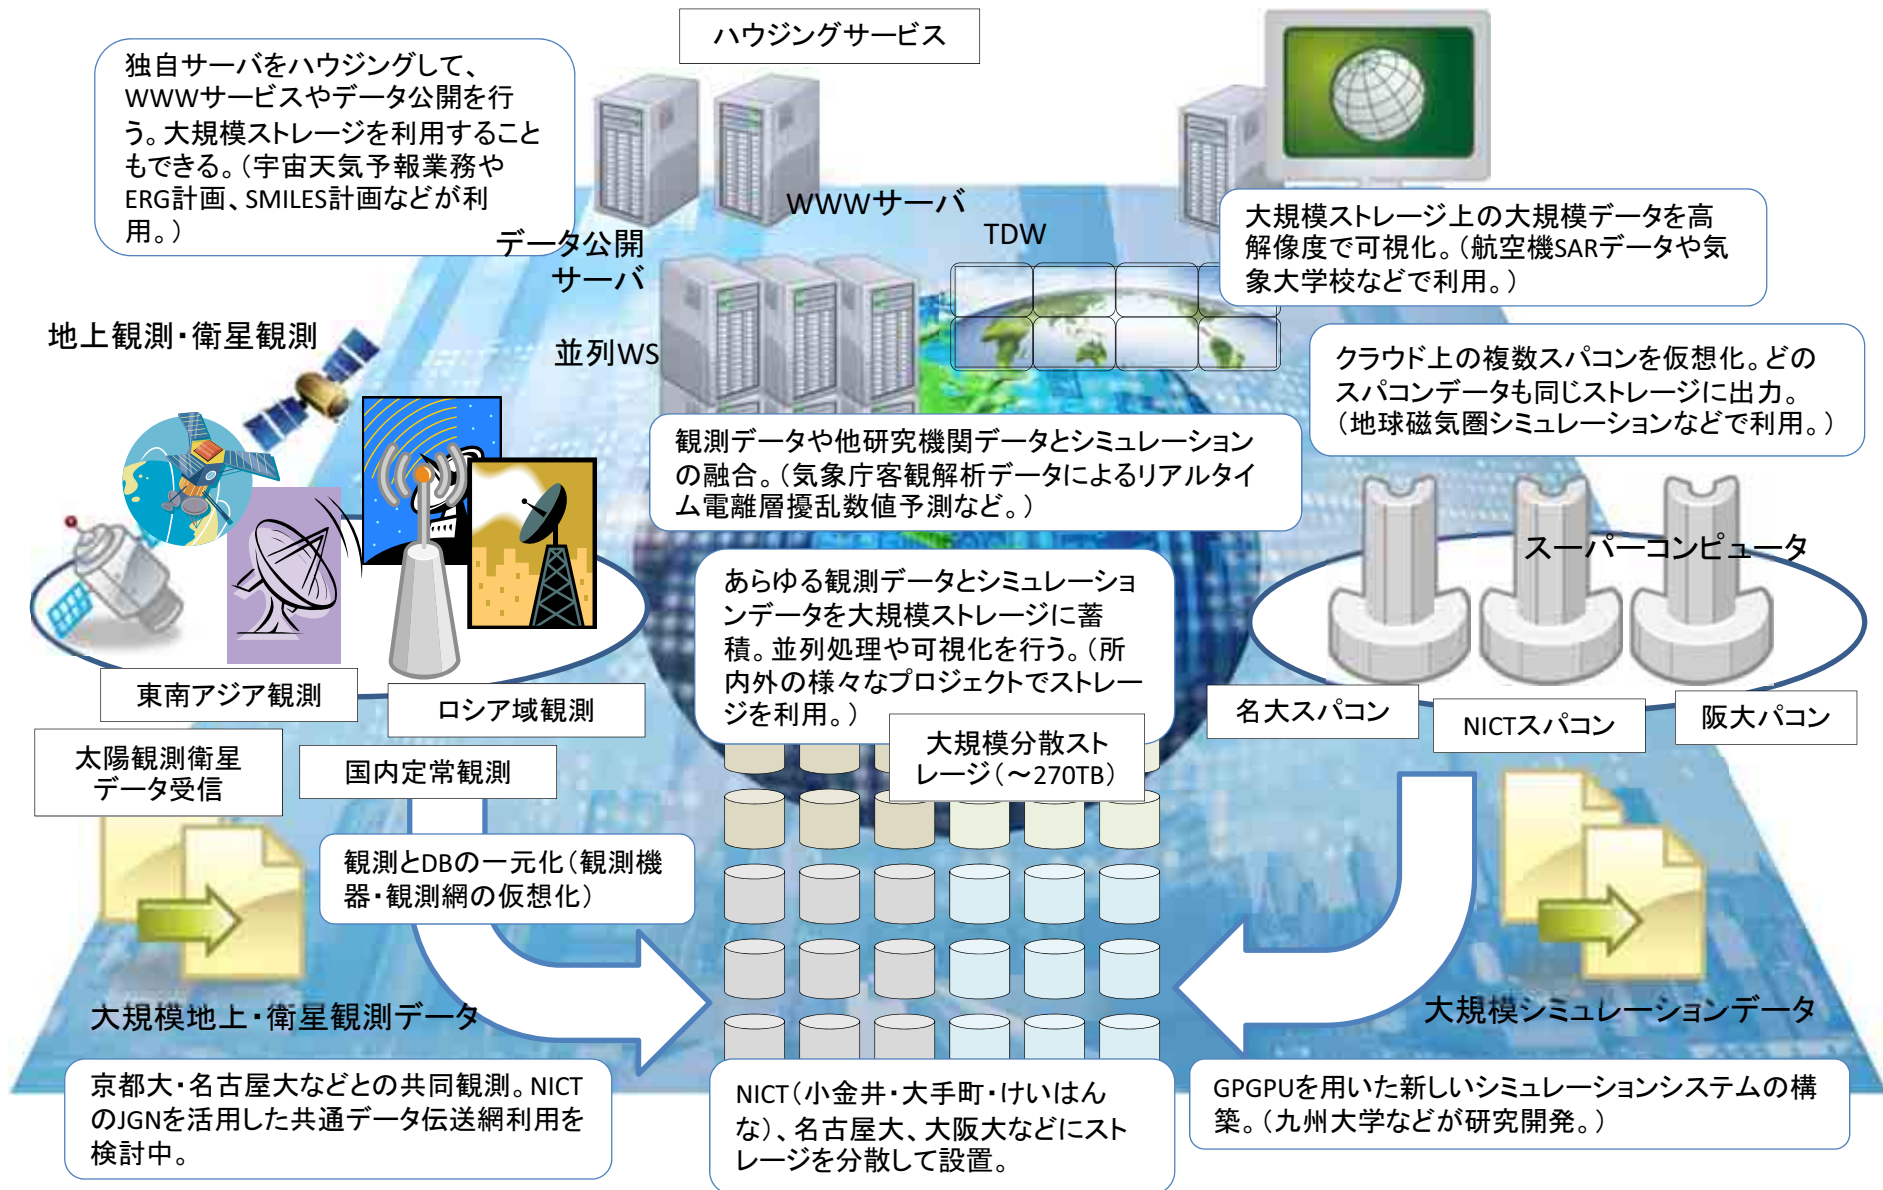 ハウジングサービス
独自サーバをハウジングして、
WWWサービスやデータ公開を行
う。大規模ストレージを利用すること
もできる。（宇宙天気予報業務や
ERG計画、SMILES計画などが利
用。）
WWWサーバ
データ公開
サーバ
TDW
大規模ストレージ上の大規模データを高
解像度で可視化。（航空機SARデータや気
象大学校などで利用。）
地上観測・衛星観測
並列WS
クラウド上の複数スパコンを仮想化。どの
スパコンデータも同じストレージに出力。
（地球磁気圏シミュレーションなどで利用。）
観測データや他研究機関データとシミュレーション
の融合。（気象庁客観解析データによるリアルタイ
ム電離層擾乱数値予測など。）
スーパーコンピュータ
あらゆる観測データとシミュレーショ
ンデータを大規模ストレージに蓄
積。並列処理や可視化を行う。（所
内外の様々なプロジェクトでストレー
ジを利用。）
東南アジア観測
ロシア域観測
名大スパコン
NICTスパコン
阪大パコン
太陽観測衛星
データ受信
国内定常観測
大規模分散スト
レージ（～270TB）
観測とDBの一元化（観測機
器・観測網の仮想化）
大規模地上・衛星観測データ
大規模シミュレーションデータ
京都大・名古屋大などとの共同観測。NICT
のJGNを活用した共通データ伝送網利用を
検討中。
NICT（小金井・大手町・けいはん
な）、名古屋大、大阪大などにスト
レージを分散して設置。
GPGPUを用いた新しいシミュレーションシステムの構
築。（九州大学などが研究開発。）